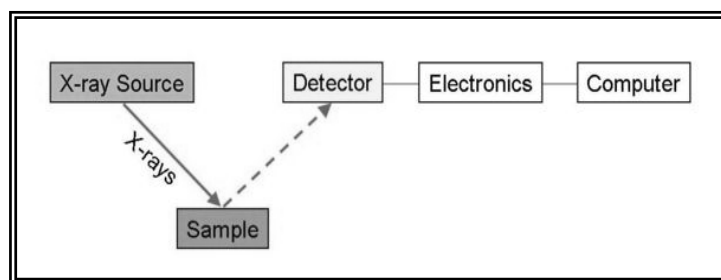 X-ray Source
Detector
Electronics
Computer
X-rays
Sample